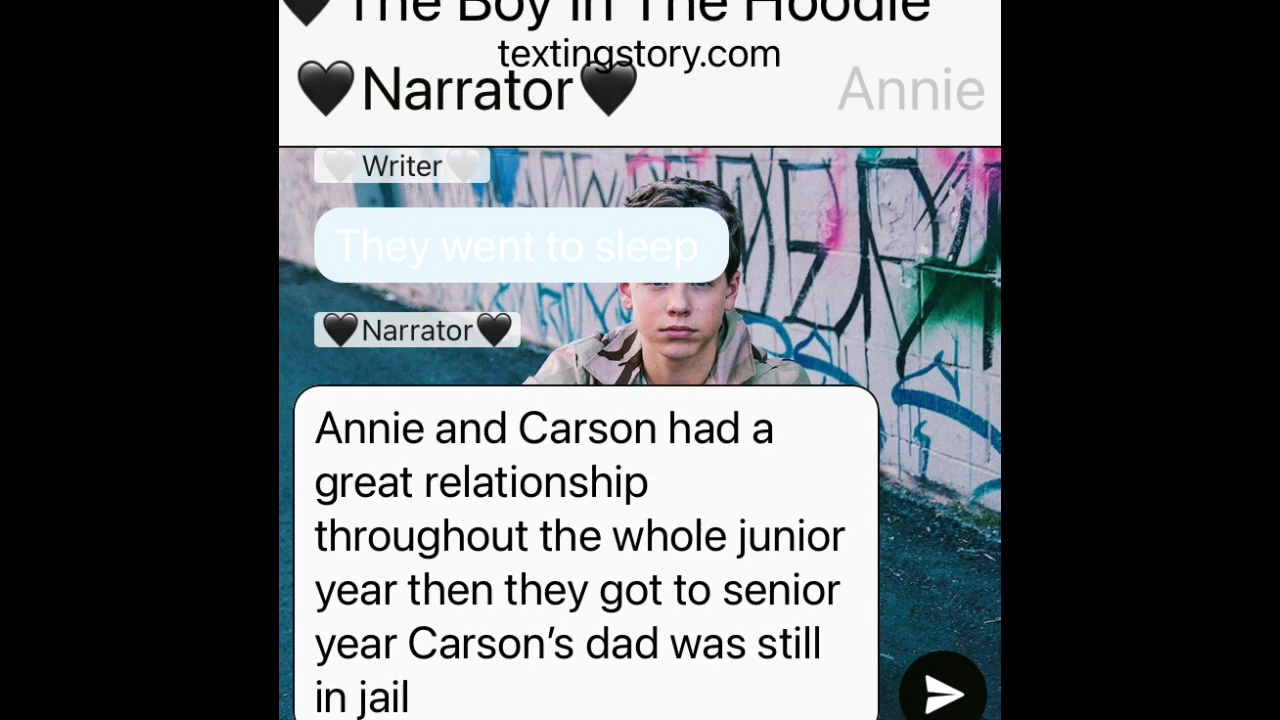 🖤The Boy In The Hoodie
textingstory.com
🖤Narrator🖤 Annie
🤍Writer🤍
They went to sleep
🖤Narrator🖤
Annie and Carson had a
great relationship
throughout the whole junior
year then they got to senior
year Carson’s dad was still
in jail